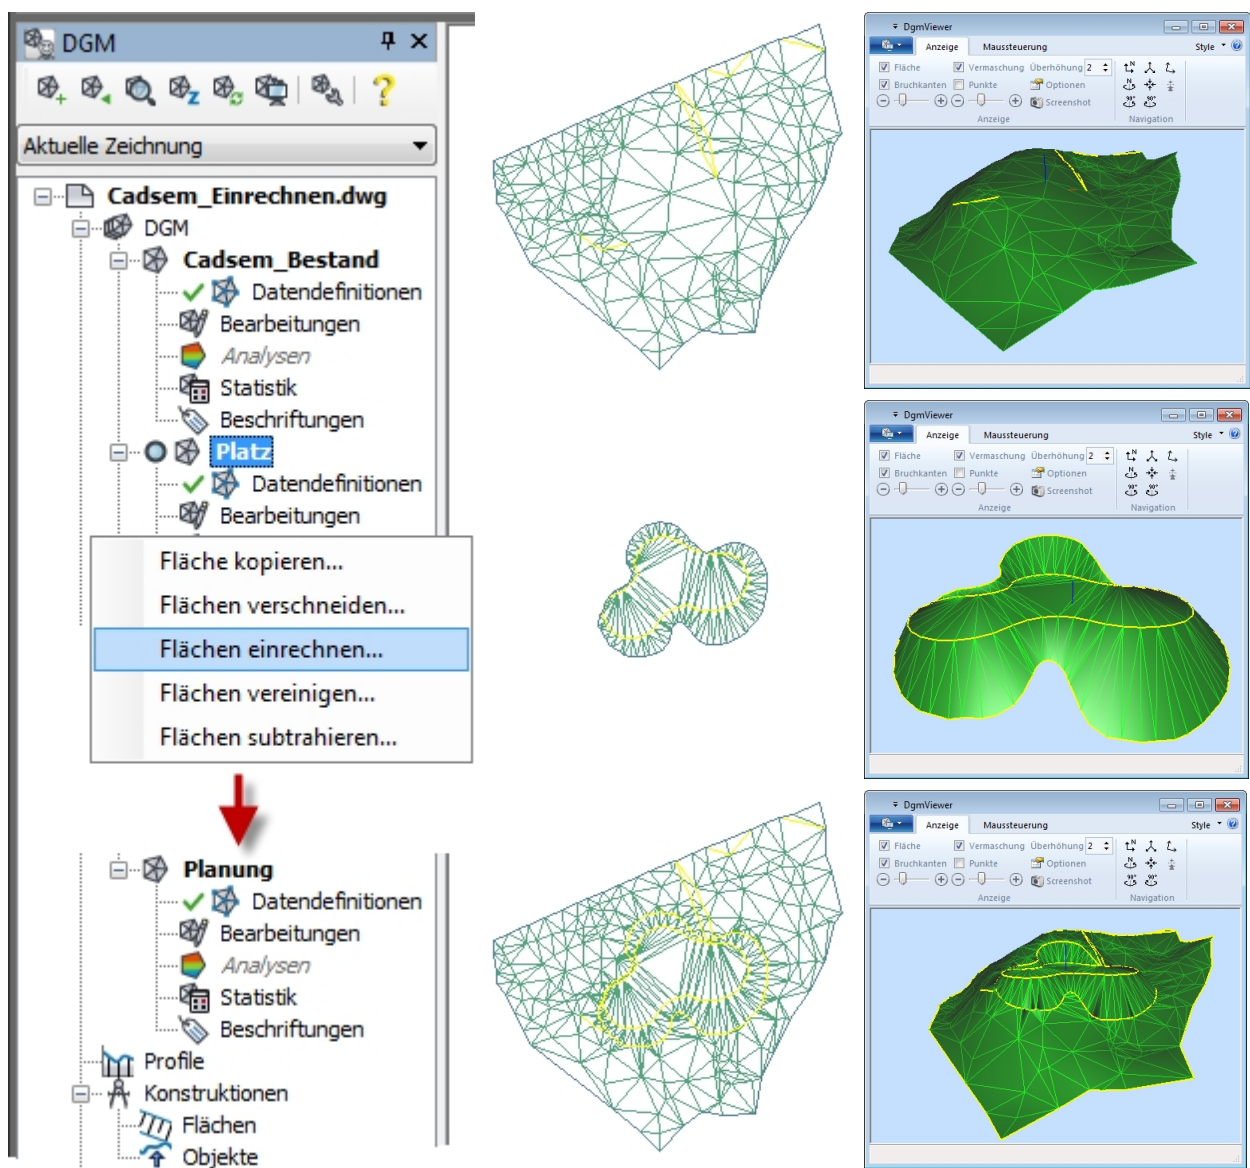 DGM
Aktuelle Zeichnung
Cadsem_Einrechnen.dwg
DGM
Cadsem_Bestand
Datendefinitionen
Bearbeitungen
Analysen
Statistik
Beschriftungen
Platz
Datendefinitionen
Bearbeitungen
Fläche kopieren...
Flächen verschneiden...
Flächen einrechnen...
Flächen vereinigen...
Flächen subtrahieren...
Planung
Datendefinitionen
Bearbeitungen
Analysen
Statistik
Beschriftungen
Profile
Konstruktionen
Flächen
Objekte
DgmViewer
Anzeige Maussteuerung Style
Fläche Vermaschung Überhöhung 2
Bruchkanten Punkte Optionen
Screenshot
Anzeige Navigation
DgmViewer
Anzeige Maussteuerung Style
Fläche Vermaschung Überhöhung 2
Bruchkanten Punkte Optionen
Screenshot
Anzeige Navigation
DgmViewer
Anzeige Maussteuerung Style
Fläche Vermaschung Überhöhung 2
Bruchkanten Punkte Optionen
Screenshot
Anzeige Navigation